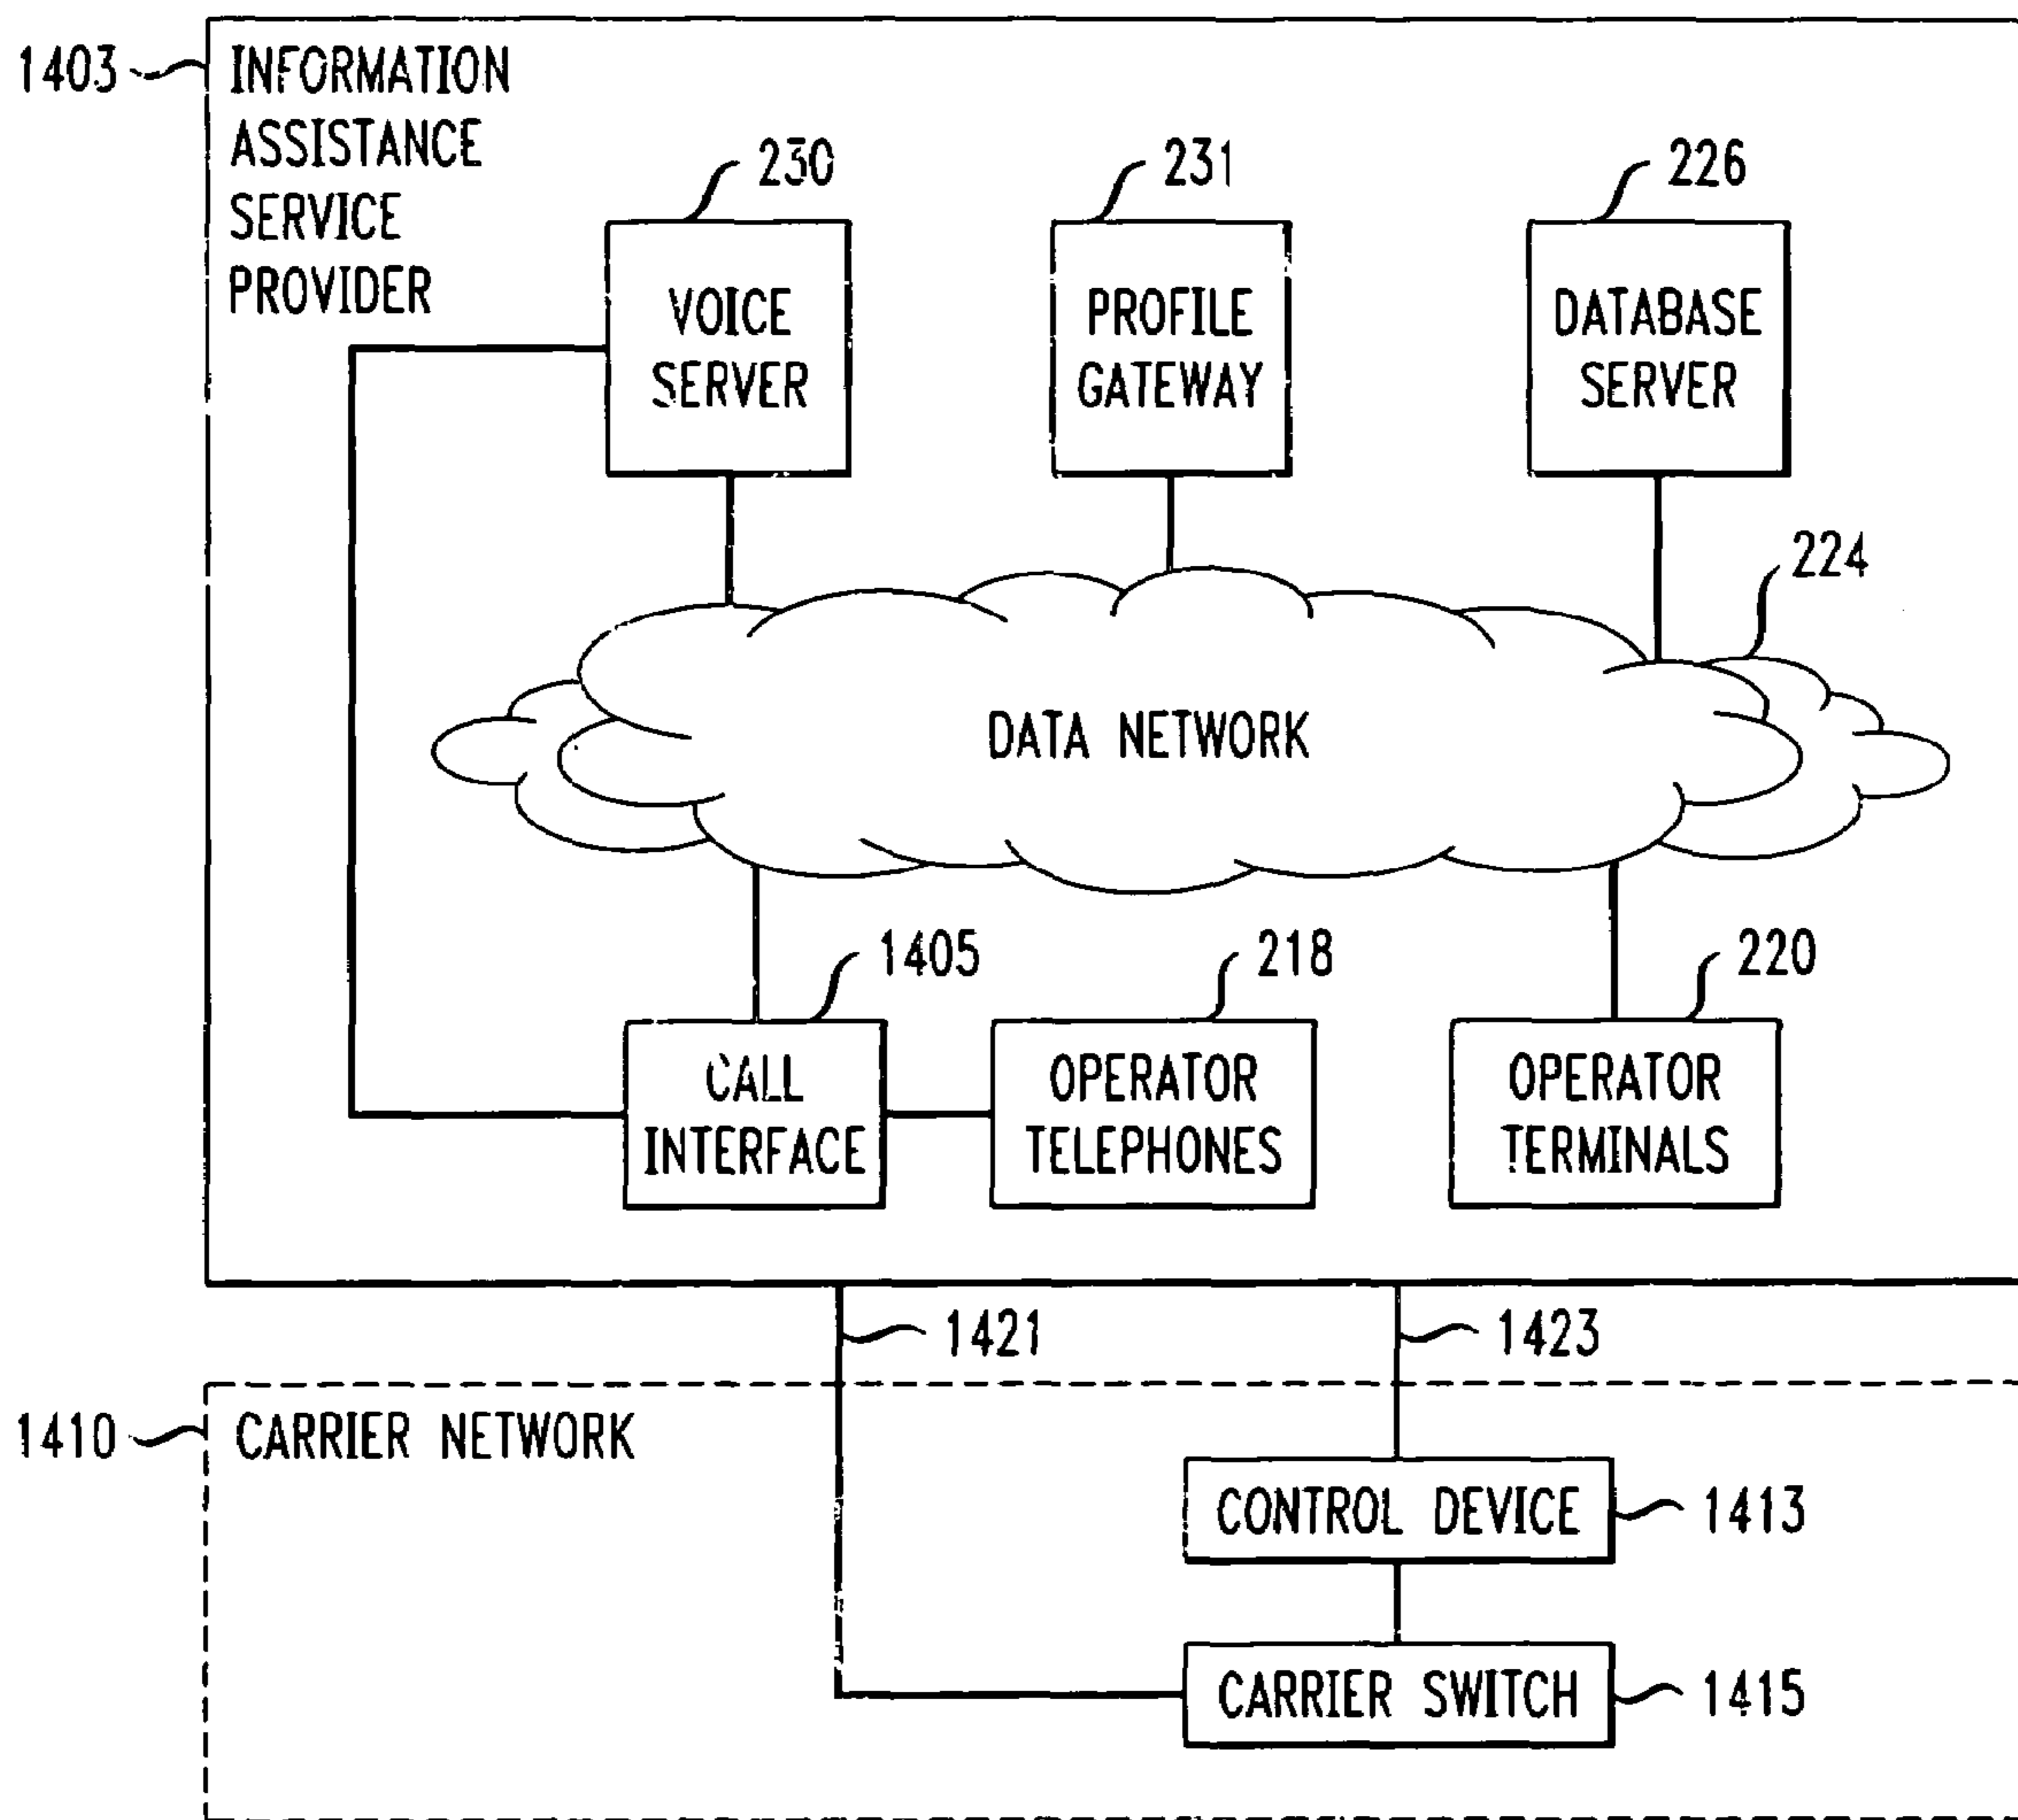 1403
INFORMATION
ASSISTANCE
SERVICE
PROVIDER
230
231
226
VOICE
SERVER
PROFILE
GATEWAY
DATABASE
SERVER
224
DATA NETWORK
1405
218
220
CALL
INTERFACE
OPERATOR
TELEPHONES
OPERATOR
TERMINALS
1421
1423
1410
CARRIER NETWORK
CONTROL DEVICE
1413
CARRIER SWITCH
1415